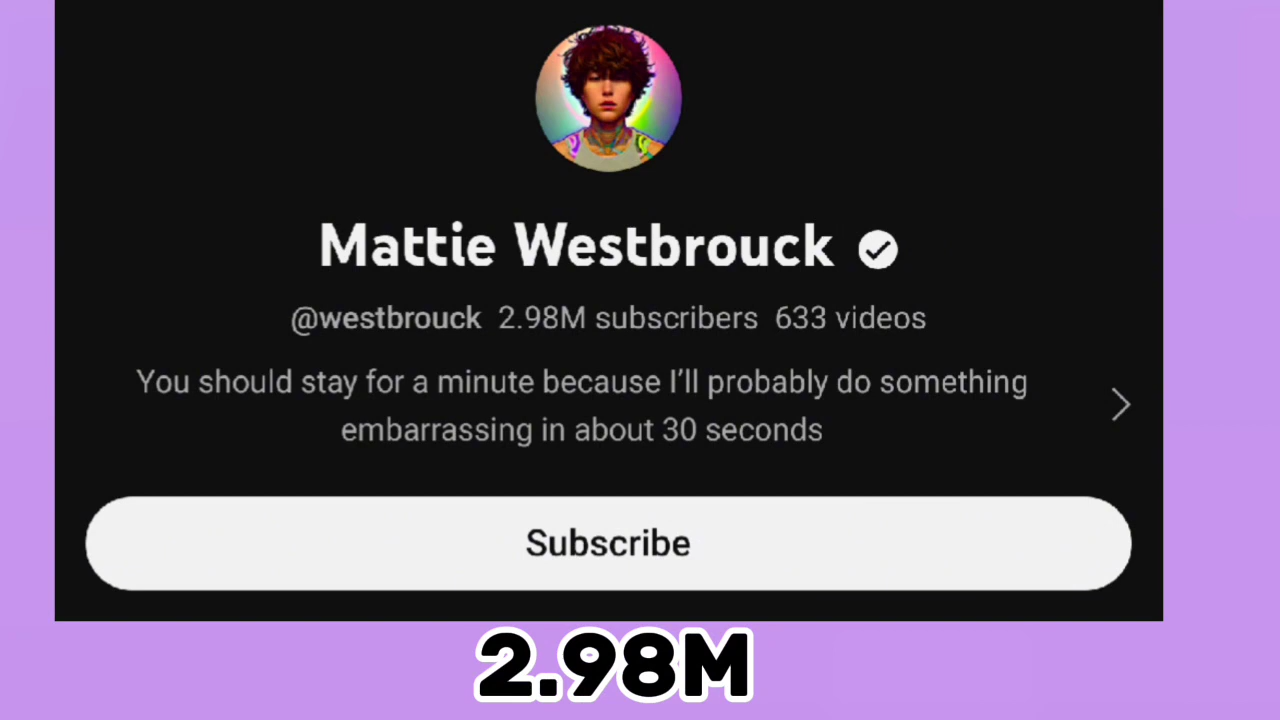 Mattie Westbrouck
@westbrouck 2.98M subscribers 633 videos
You should stay for a minute because I’ll probably do something
embarrassing in about 30 seconds
Subscribe
2.98M